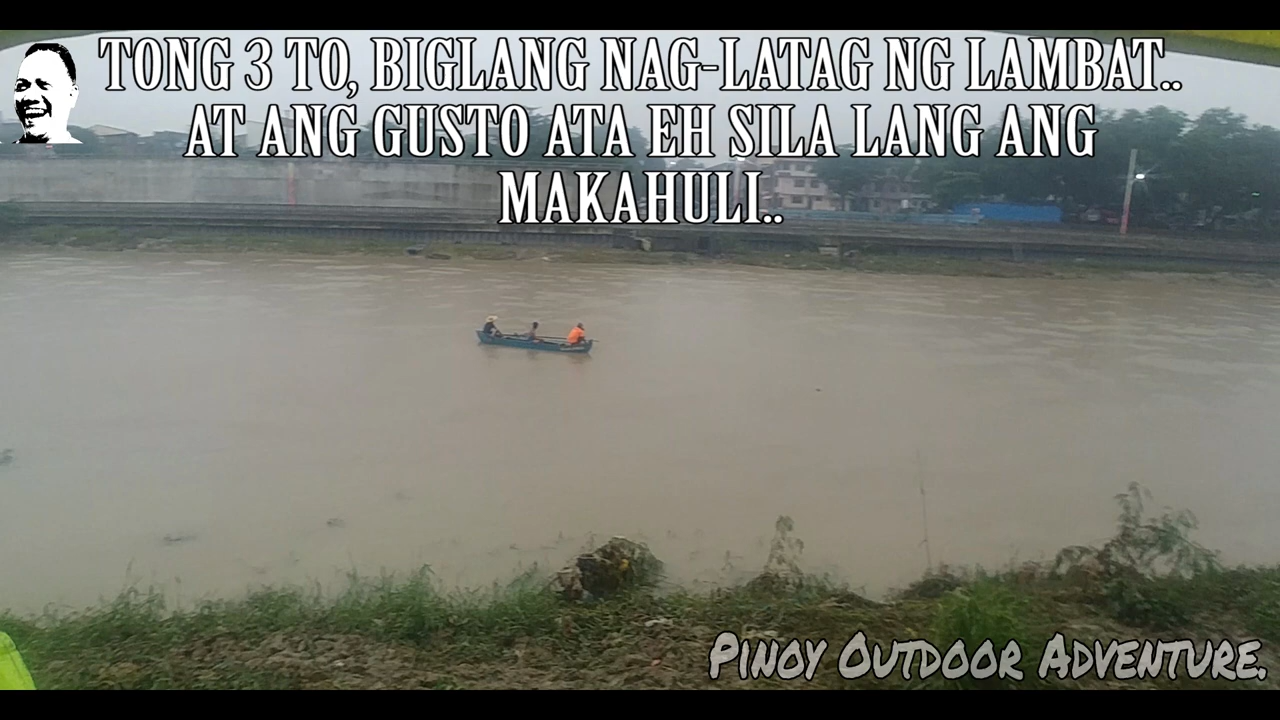 TONG 3 TO, BIGLANG NAG-LATAG NG LAMBAT..
AT ANG GUSTO ATA EH SILA LANG ANG
MAKAHULI..
PINOY OUTDOOR ADVENTURE.